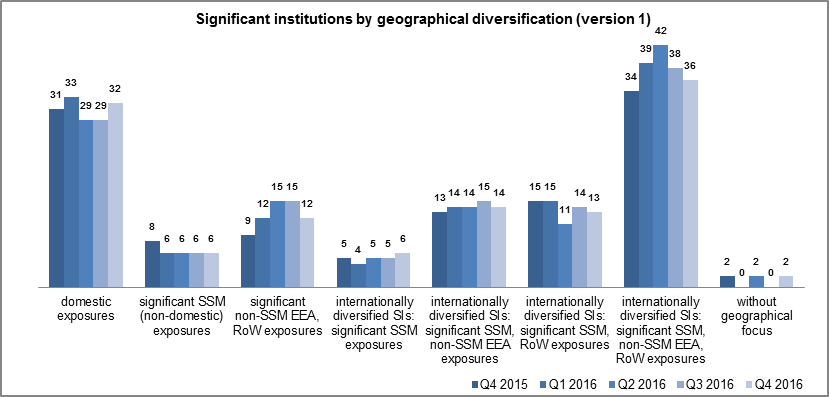 Significant institutions by geographical diversification (version 1)
31 33 29 29 32
8 6 6 6 6
9 12 15 15 12
5 4 5 5 6
13 14 14 15 14
15 15 11 14 13
34 39 42 38 36
2 0 2 0 2
domestic
exposures
significant SSM
(non-domestic)
exposures
significant
non-SSM EEA,
RoW exposures
internationally
diversified SIs:
significant SSM
exposures
internationally
diversified SIs:
significant SSM,
non-SSM EEA
exposures
internationally
diversified SIs:
significant SSM,
RoW exposures
internationally
diversified SIs:
significant SSM,
non-SSM EEA,
RoW exposures
without
geographical
focus
Q4 2015 Q1 2016 Q2 2016 Q3 2016 Q4 2016